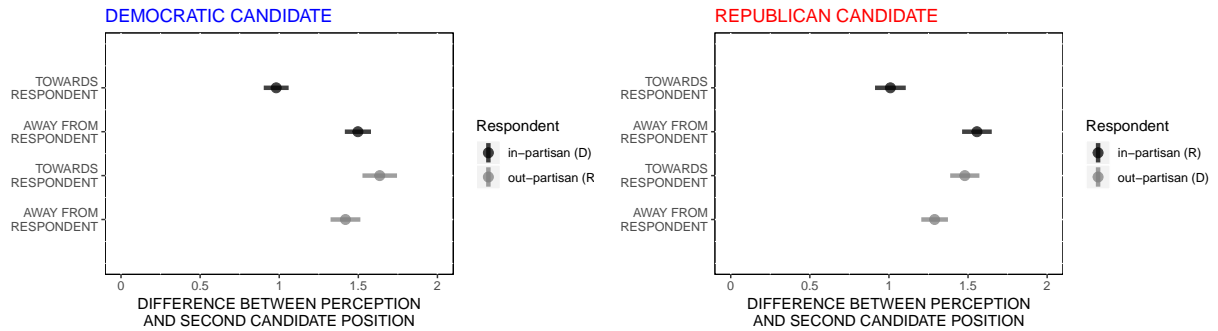 DEMOCRATIC CANDIDATE
TOWARDS
RESPONDENT
AWAY FROM
RESPONDENT
TOWARDS
RESPONDENT
AWAY FROM
RESPONDENT
0 0.5 1 1.5 2
DIFFERENCE BETWEEN PERCEPTION
AND SECOND CANDIDATE POSITION
Respondent
in−partisan (D)
out−partisan (R
REPUBLICAN CANDIDATE
TOWARDS
RESPONDENT
AWAY FROM
RESPONDENT
TOWARDS
RESPONDENT
AWAY FROM
RESPONDENT
0 0.5 1 1.5 2
DIFFERENCE BETWEEN PERCEPTION
AND SECOND CANDIDATE POSITION
Respondent
in−partisan (R)
out−partisan (D)